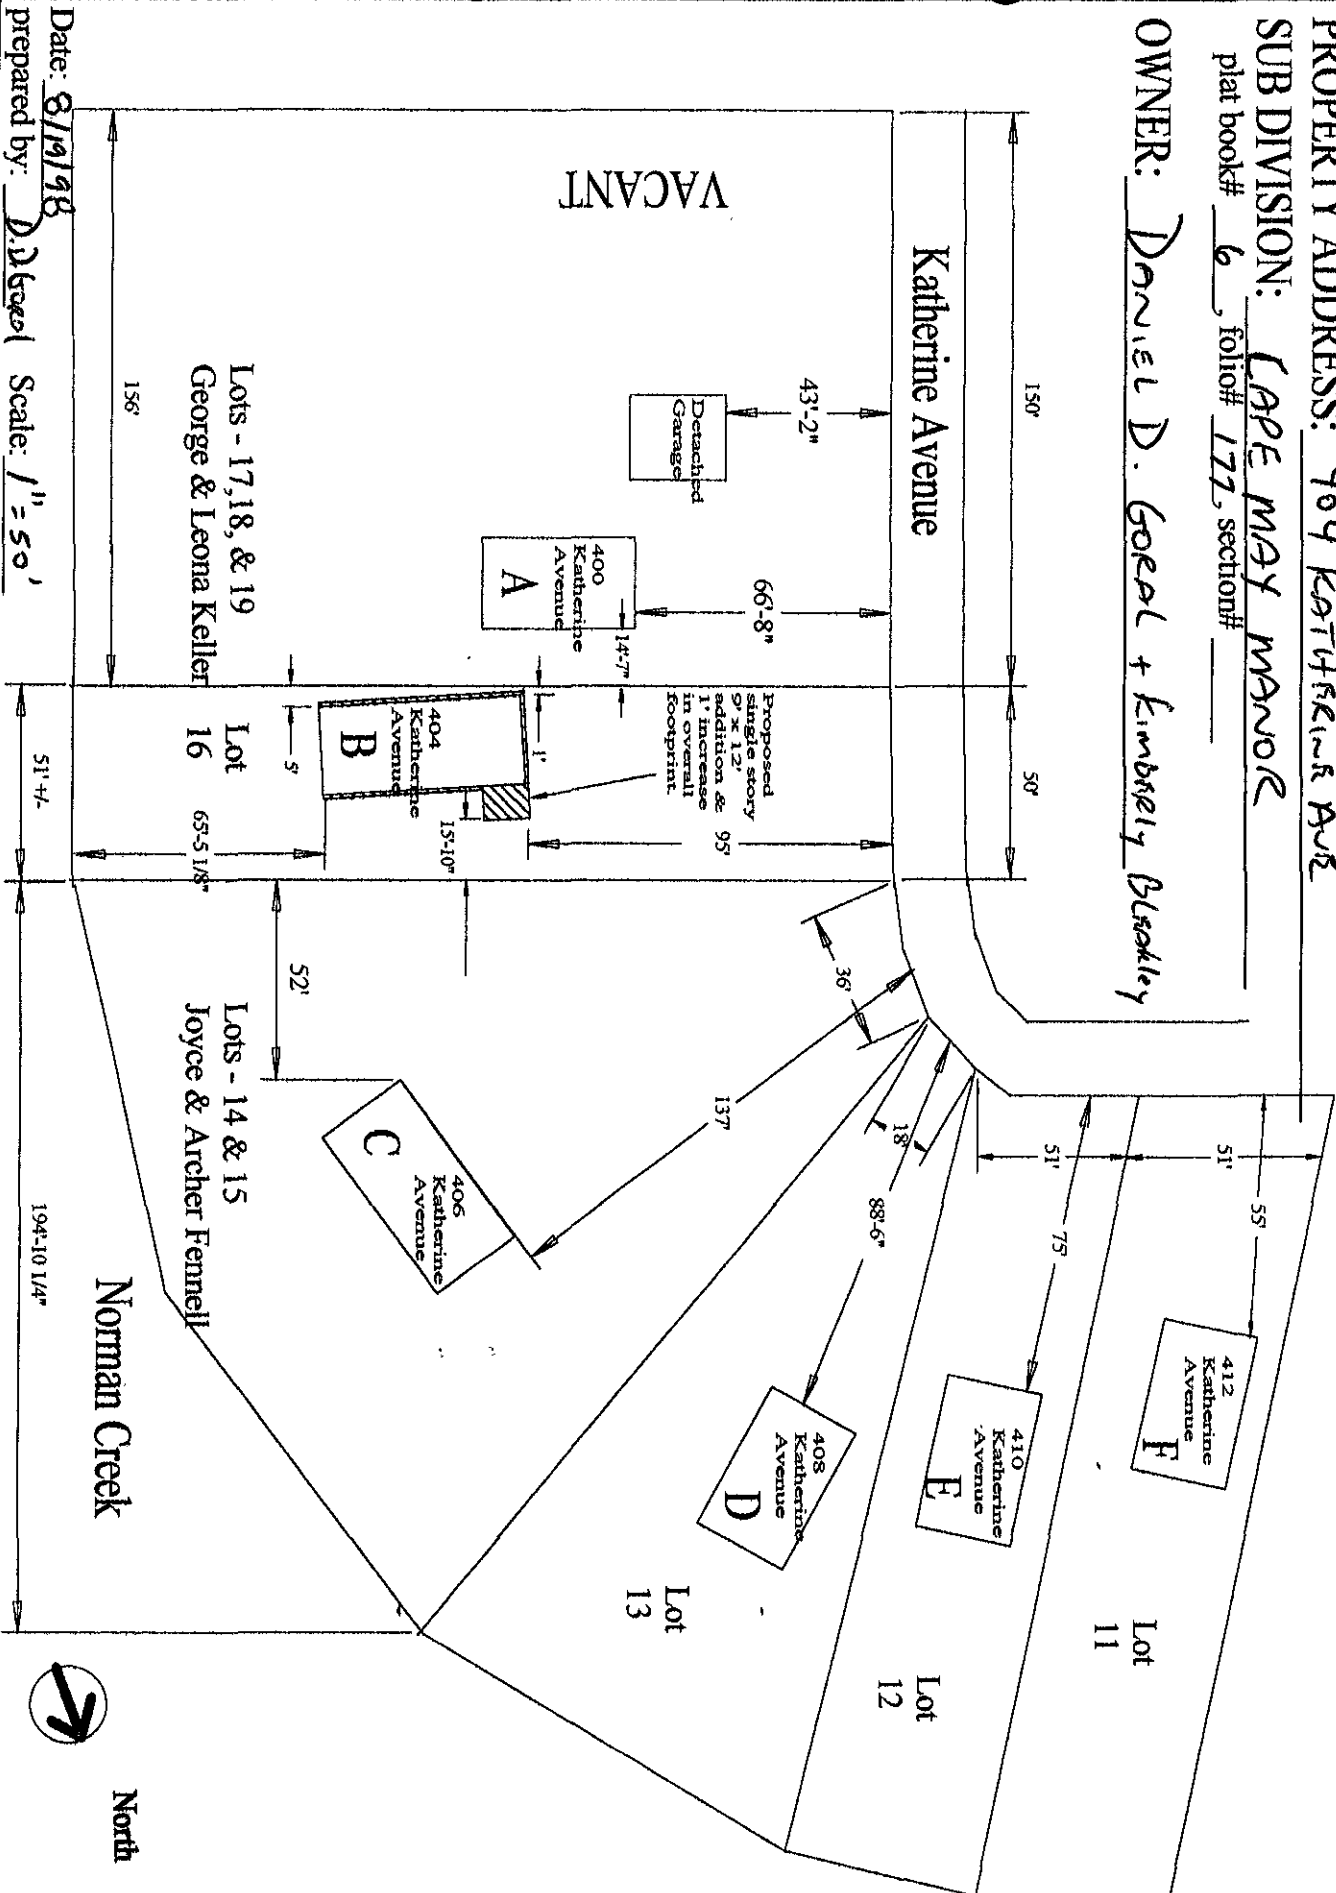 PROPERTY ADDRESS: 404 KATHERINE AVE
SUB DIVISION: CAPE MAY MANOR
plat book# 6, folio# 177, section#
OWNER: DANIEL D. GORAL + KIMBERLY BLEAKLEY
150'
50'
Katherine Avenue
VACANT
43'-2"
Detached
Garage
66'-8"
400
Katherine
Avenue
A
14'-7"
Lots - 17,18, & 19
George & Leona Keller
156'
Proposed
single story
9' x 12'
addition &
1' increase
in overall
footprint.
95'
1'
404
Katherine
Avenue
B
15'-10"
5'
Lot
16
65'-5 1/8"
51' +/-
36'
137'
18'
52'
406
Katherine
Avenue
C
Lots - 14 & 15
Joyce & Archer Fennell
88'-6"
408
Katherine
Avenue
D
Lot
13
51'
75'
410
Katherine
Avenue
E
Lot
12
51'
55'
412
Katherine
Avenue
F
Lot
11
Norman Creek
194'-10 1/4"
North
Date: 8/19/98
prepared by: D.D. Goral Scale: 1" = 50'